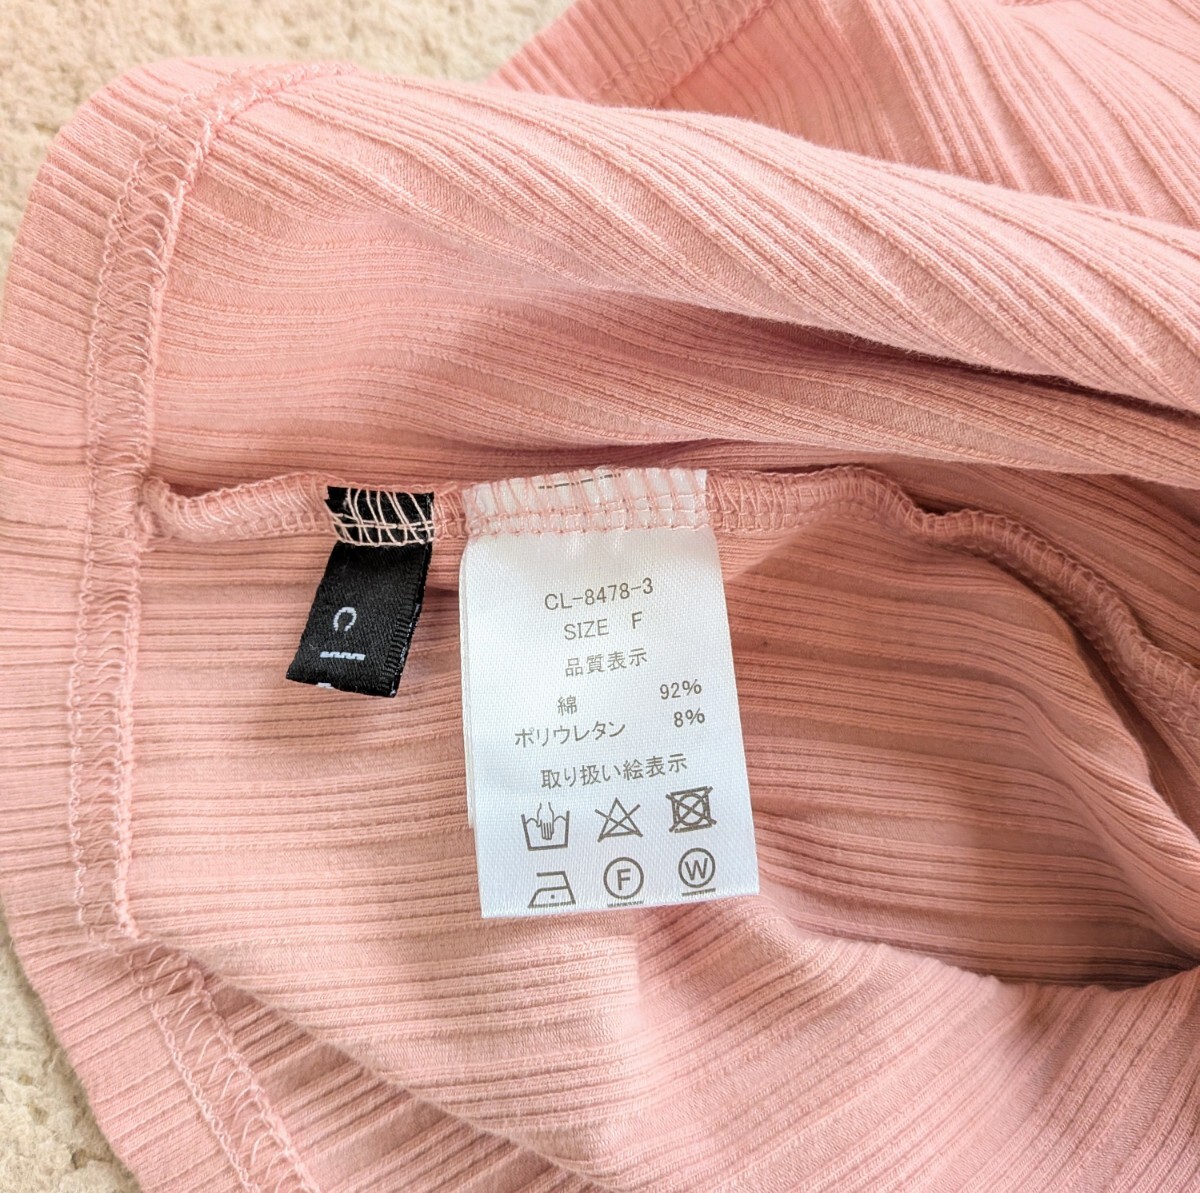 CL-8478-3
SIZE F
品質表示
綿 92%
ポリウレタン 8%
取り扱い絵表示
F W